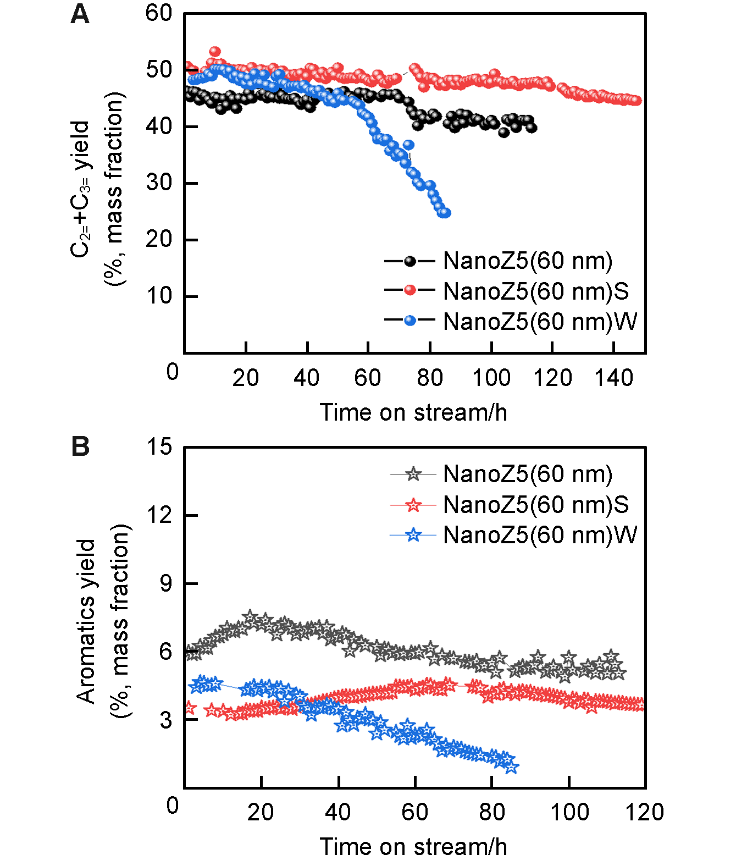 A
C2=+C3= yield
(%, mass fraction)
60
50
40
30
20
10
0
NanoZ5(60 nm)
NanoZ5(60 nm)S
NanoZ5(60 nm)W
20 40 60 80 100 120 140
Time on stream/h
B
Aromatics yield
(%, mass fraction)
15
12
9
6
3
0
NanoZ5(60 nm)
NanoZ5(60 nm)S
NanoZ5(60 nm)W
20 40 60 80 100 120
Time on stream/h